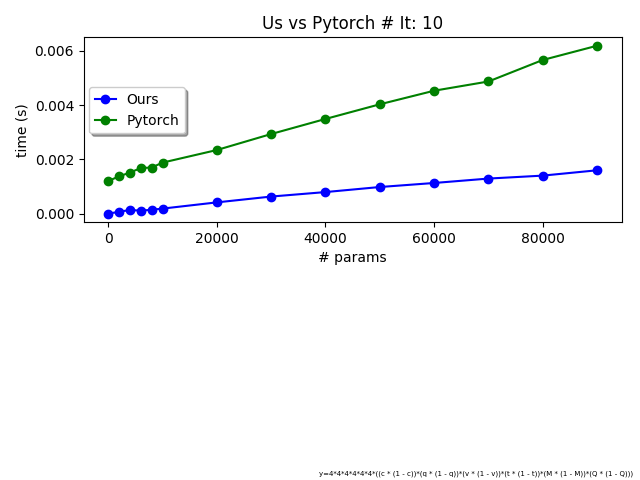 Us vs Pytorch # It: 10
0.006
0.004
0.002
0.000
time (s)
Ours
Pytorch
0
20000
40000
60000
80000
# params
y=4*4*4*4*4*4*((c * (1 - c))*(q * (1 - q))*(v * (1 - v))*(t * (1 - t))*(M * (1 - M))*(Q * (1 - Q)))